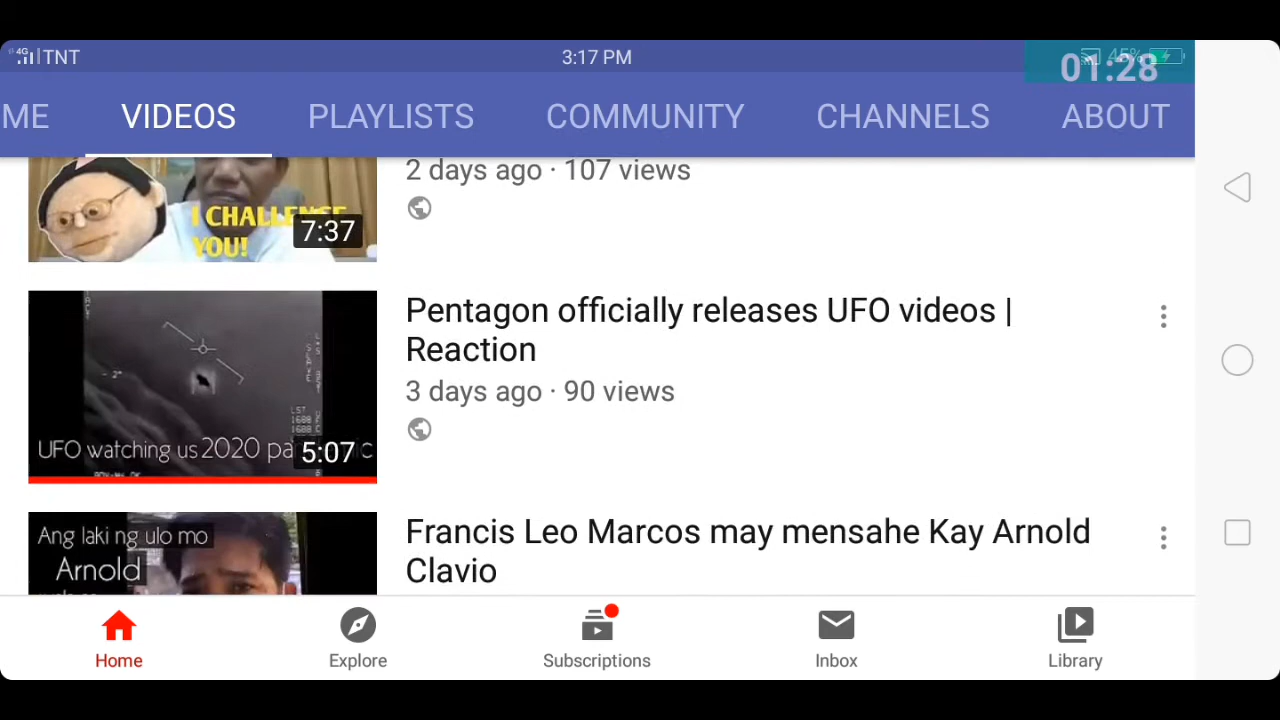 4G TNT 3:17 PM 45%
01:28
ME VIDEOS PLAYLISTS COMMUNITY CHANNELS ABOUT
2 days ago · 107 views
I CHALLENGE
YOU!
7:37
Pentagon officially releases UFO videos |
Reaction
3 days ago · 90 views
UFO watching us 2020
5:07
Francis Leo Marcos may mensahe Kay Arnold
Clavio
Ang laki ng ulo mo
Arnold
Home Explore Subscriptions Inbox Library